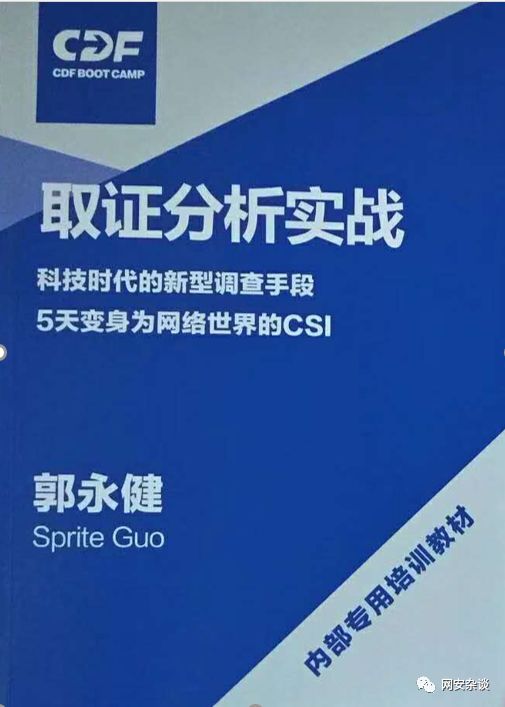 CDF
CDF BOOT CAMP
取证分析实战
科技时代的新型调查手段
5天变身为网络世界的CSI
郭永健
Sprite Guo
内部专用培训教材
网安杂谈